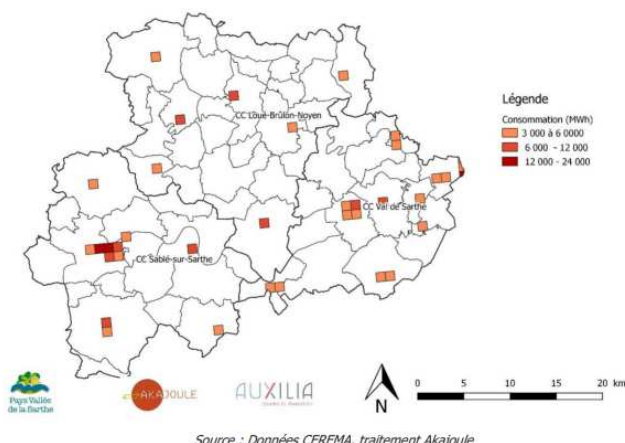 Légende
Consommation (MWh)
3 000 à 6 0000
6 000 - 12 000
12 000 - 24 000
CC Loué-Brûlon-Noyen
CC Val de Sarthe
CC Sablé-sur-Sarthe
Pays Vallée
de la Sarthe
AKAJOULE
AUXILIA
N
0 5 10 15 20 km
Source : Données CEREMA, traitement Akajoule